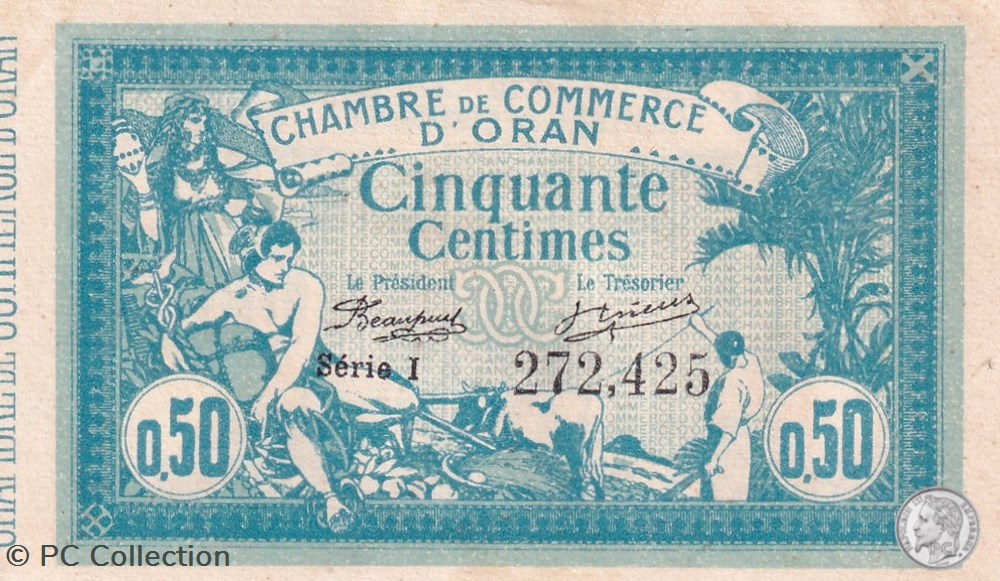 CHAMBRE DE COMMERCE
D'ORAN
Cinquante
Centimes
Le Président Le Trésorier
Beaupuy
Série I 272,425
0,50 0,50
© PC Collection